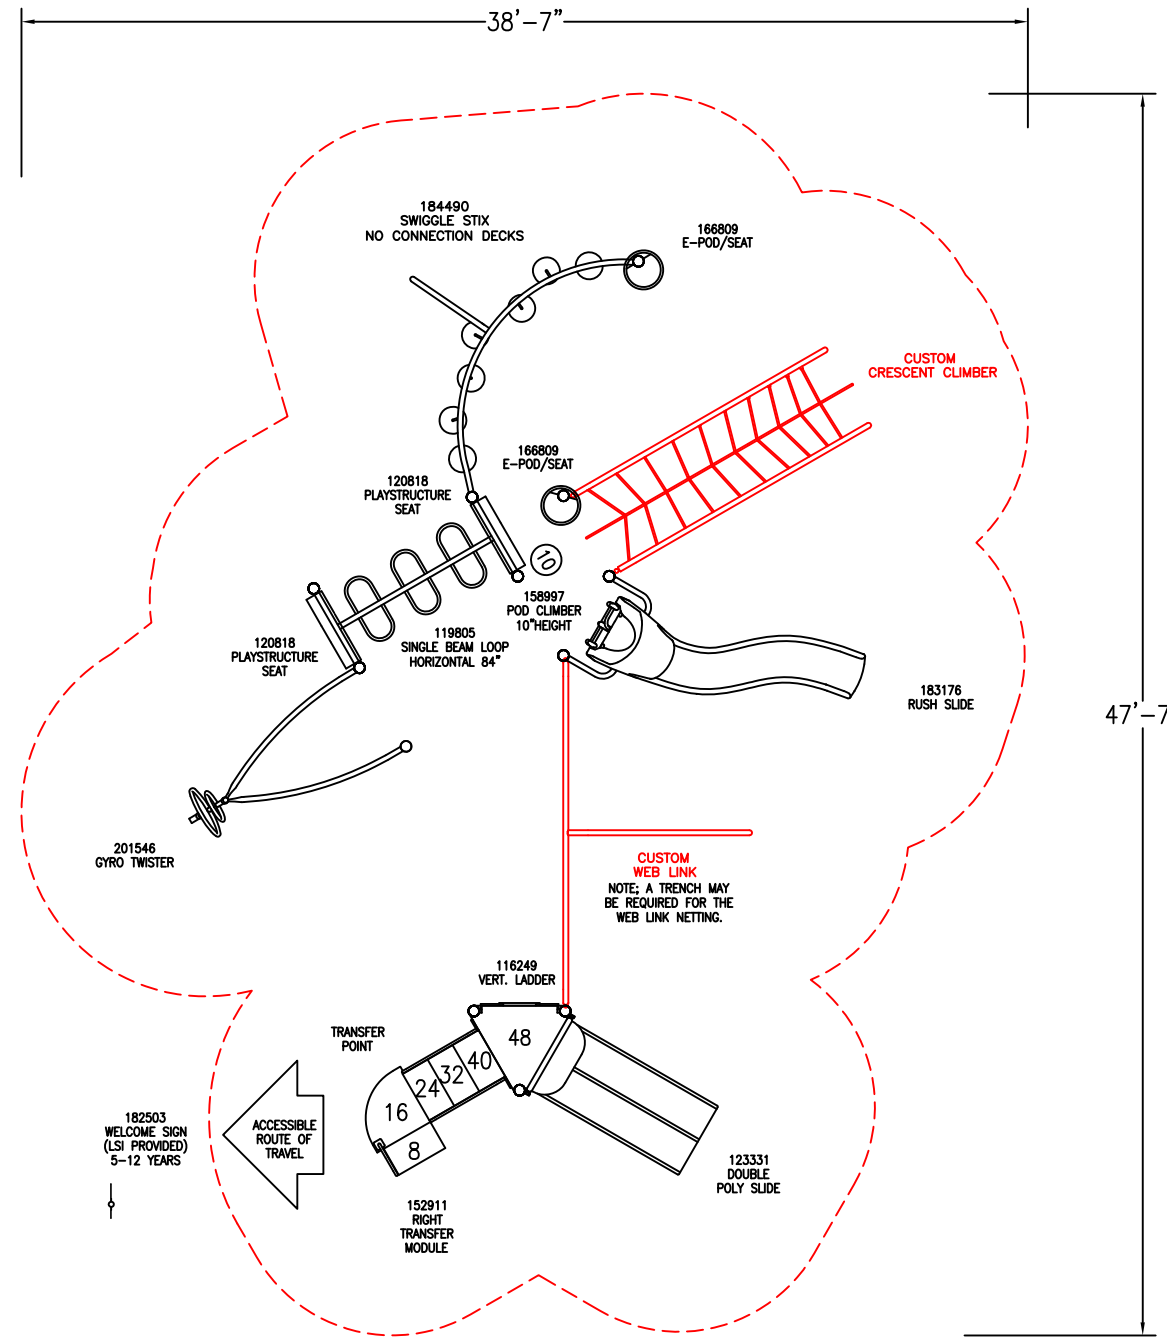 38'-7"
184490
SWIGGLE STIX
NO CONNECTION DECKS
166809
E-POD/SEAT
CUSTOM
CRESCENT CLIMBER
166809
E-POD/SEAT
120818
PLAYSTRUCTURE
SEAT
10
158997
POD CLIMBER
10"HEIGHT
119805
SINGLE BEAM LOOP
HORIZONTAL 84"
120818
PLAYSTRUCTURE
SEAT
183176
RUSH SLIDE
47'-7
201546
GYRO TWISTER
CUSTOM
WEB LINK
NOTE; A TRENCH MAY
BE REQUIRED FOR THE
WEB LINK NETTING.
116249
VERT. LADDER
TRANSFER
POINT
48
40
32
24
16
8
182503
WELCOME SIGN
(LSI PROVIDED)
5-12 YEARS
ACCESSIBLE
ROUTE OF
TRAVEL
123331
DOUBLE
POLY SLIDE
152911
RIGHT
TRANSFER
MODULE